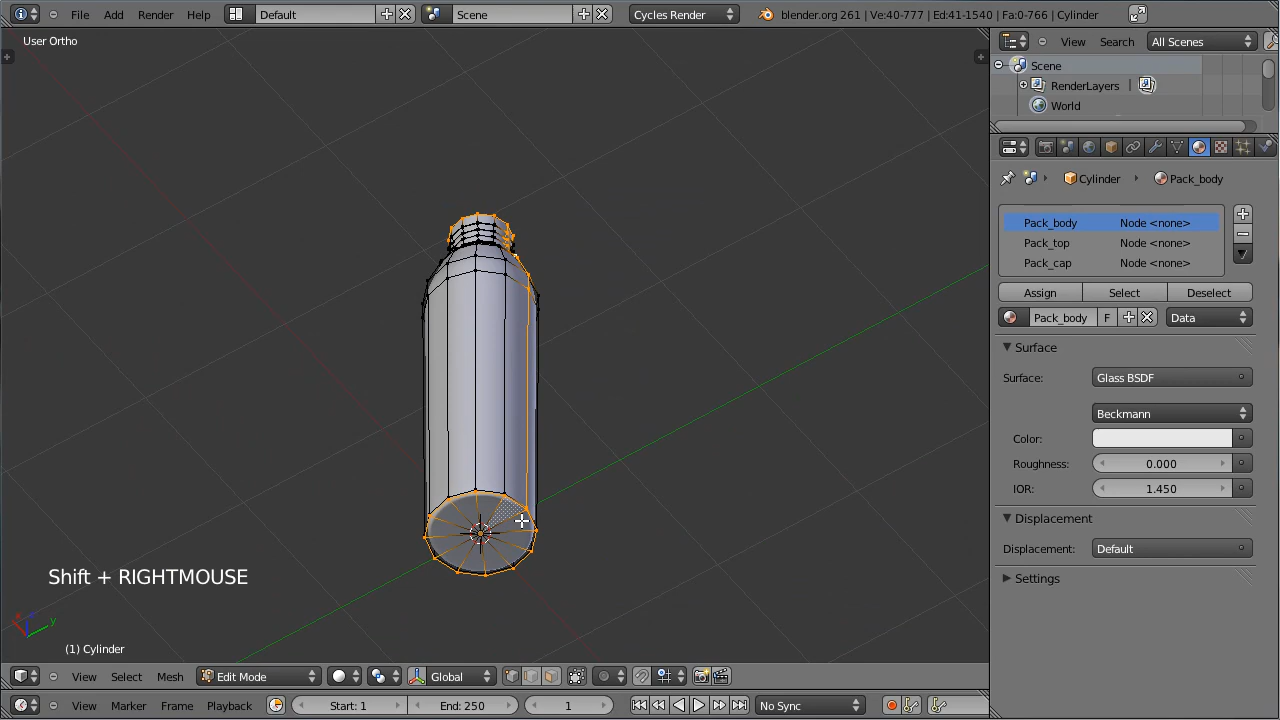 File Add Render Help Default Scene Cycles Render blender.org 261 | Ve:40-777 | Ed:41-1540 | Fa:0-766 | Cylinder
User Ortho
View Search All Scenes
Scene
RenderLayers |
World
Cylinder Pack_body
Pack_body Node <none>
Pack_top Node <none>
Pack_cap Node <none>
Assign Select Deselect
Pack_body F Data
Surface
Surface: Glass BSDF
Beckmann
Color:
Roughness: 0.000
IOR: 1.450
Displacement
Displacement: Default
Settings
Shift + RIGHTMOUSE
x y
(1) Cylinder
View Select Mesh Edit Mode Global
View Marker Frame Playback Start: 1 End: 250 1 No Sync